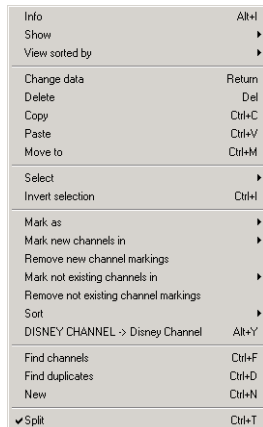 Info Alt+I
Show
View sorted by
Change data Return
Delete Del
Copy Ctrl+C
Paste Ctrl+V
Move to Ctrl+M
Select
Invert selection Ctrl+I
Mark as
Mark new channels in
Remove new channel markings
Mark not existing channels in
Remove not existing channel markings
Sort
DISNEY CHANNEL -> Disney Channel Alt+Y
Find channels Ctrl+F
Find duplicates Ctrl+D
New Ctrl+N
Split Ctrl+T